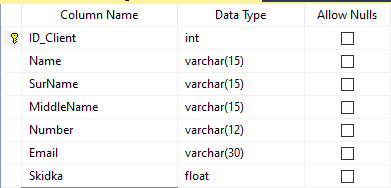 Column Name Data Type Allow Nulls
ID_Client int
Name varchar(15)
SurName varchar(15)
MiddleName varchar(15)
Number varchar(12)
Email varchar(30)
Skidka float